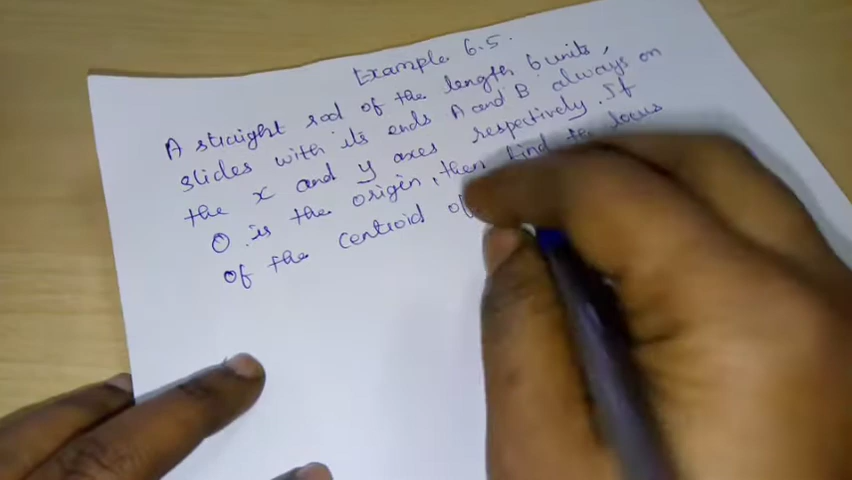 Example 6.5.
A straight rod of the length 6 units,
slides with its ends A and B always on
the x and y axes respectively. If
O is the origin, then find the locus
of the centroid of